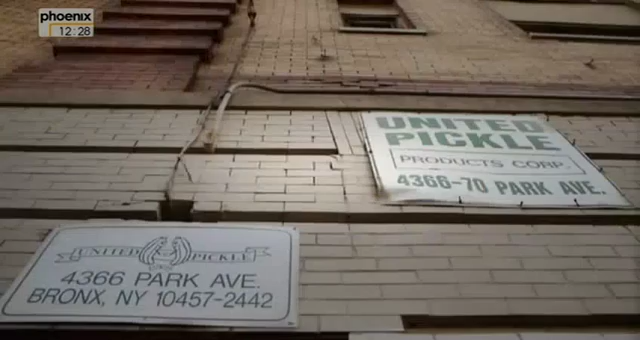 phoenix
12:28
UNITED
PICKLE
PRODUCTS CORP.
4366-70 PARK AVE.
UNITED PICKLE
4366 PARK AVE.
BRONX, NY 10457-2442